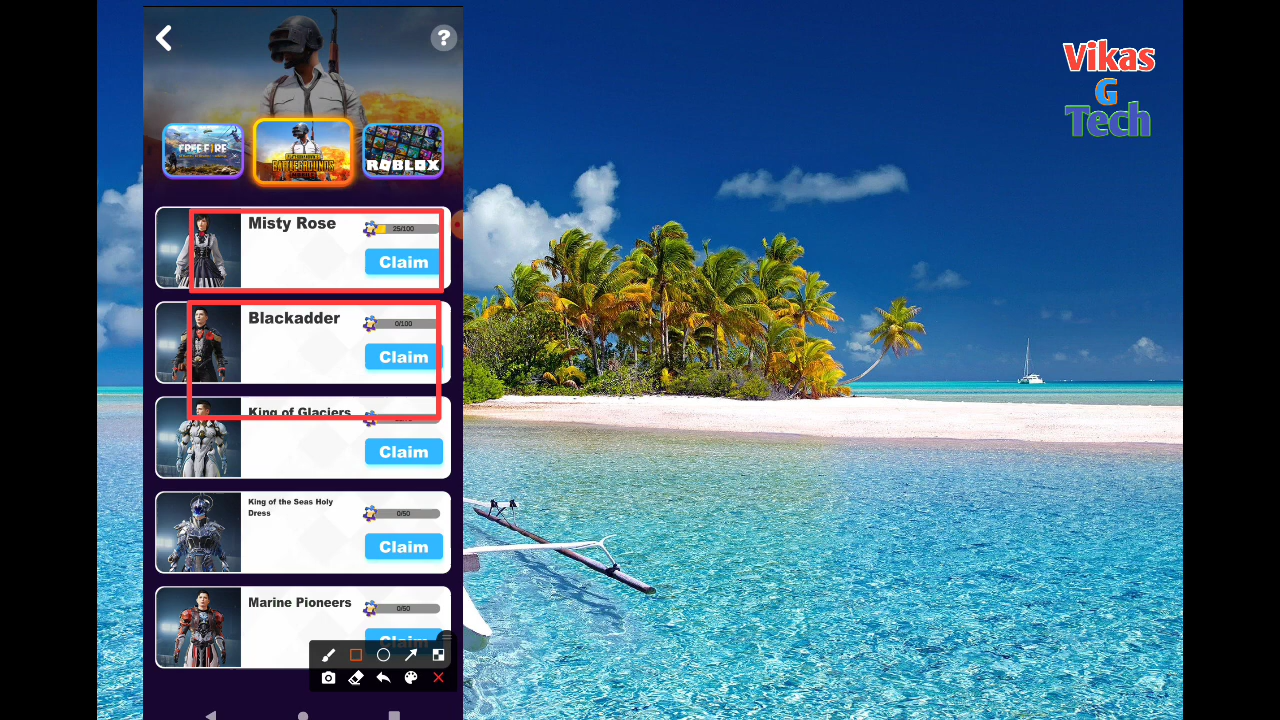 Vikas
G
Tech
?
FREE FIRE
BATTLEGROUNDS
ROBLOX
Misty Rose
25/100
Claim
Blackadder
0/100
Claim
King of Glaciers
Claim
King of the Seas Holy
Dress
0/50
Claim
Marine Pioneers
0/50
Claim